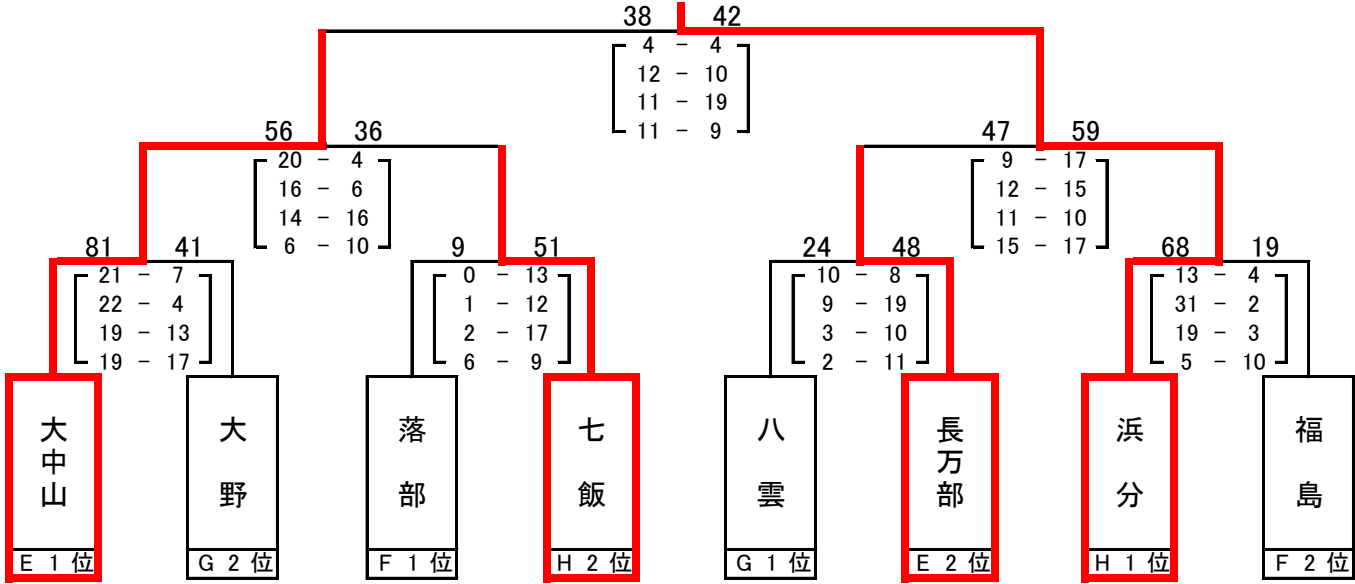 38 42
4 - 4
12 - 10
11 - 19
11 - 9
56 36
20 - 4
16 - 6
14 - 16
6 - 10
47 59
9 - 17
12 - 15
11 - 10
15 - 17
81 41
21 - 7
22 - 4
19 - 13
19 - 17
9 51
0 - 13
1 - 12
2 - 17
6 - 9
24 48
10 - 8
9 - 19
3 - 10
2 - 11
68 19
13 - 4
31 - 2
19 - 3
5 - 10
大中山
E 1 位
大野
G 2 位
落部
F 1 位
七飯
H 2 位
八雲
G 1 位
長万部
E 2 位
浜分
H 1 位
福島
F 2 位